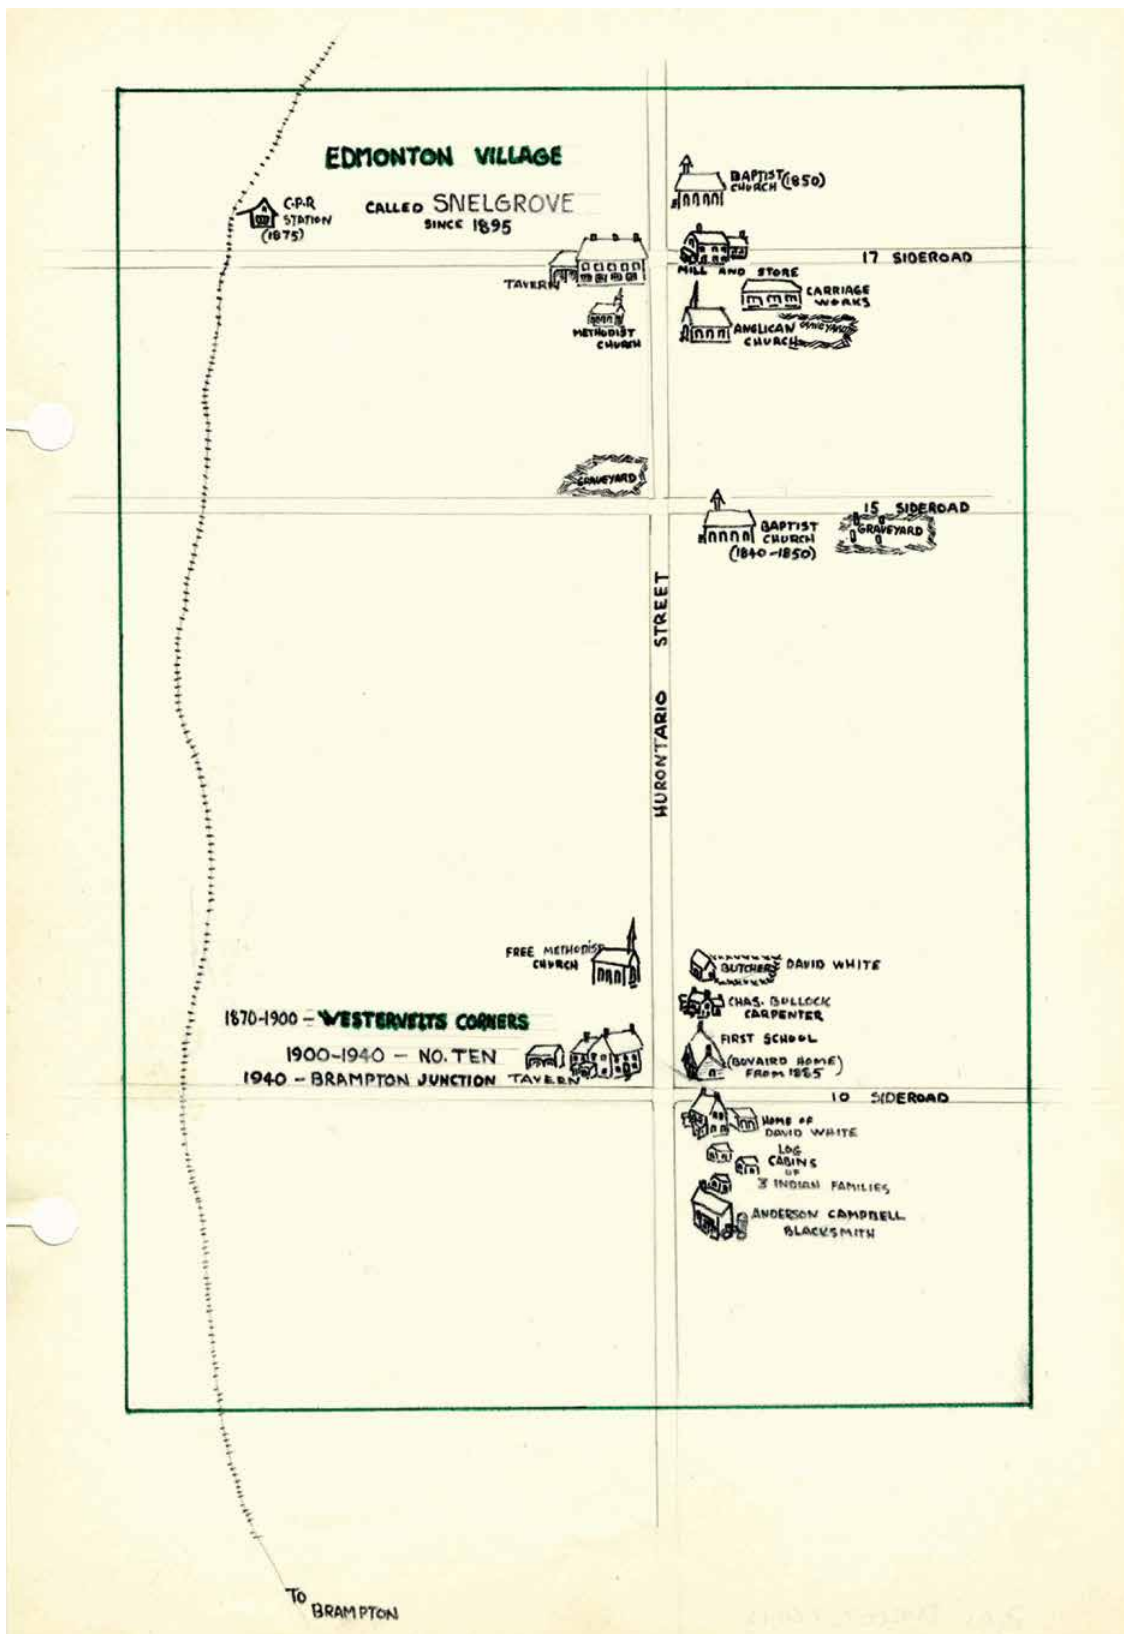 EDMONTON VILLAGE
CALLED SNELGROVE
SINCE 1895
C.P.R
STATION
(1875)
BAPTIST
CHURCH (1850)
17 SIDEROAD
TAVERN
MILL AND STORE
CARRIAGE
WORKS
METHODIST
CHURCH
ANGLICAN
CHURCH
GRAVEYARD
GRAVEYARD
15 SIDEROAD
BAPTIST
CHURCH
(1840-1850)
GRAVEYARD
HURONTARIO STREET
FREE METHODIST
CHURCH
BUTCHER DAVID WHITE
CHAS. BULLOCK
CARPENTER
1870-1900 - WESTERVELTS CORNERS
1900-1940 - NO. TEN
1940 - BRAMPTON JUNCTION
TAVERN
FIRST SCHOOL
(BOVAIRD HOME)
FROM 1885
10 SIDEROAD
HOME OF
DAVID WHITE
LOG
CABINS
OF
3 INDIAN FAMILIES
ANDERSON CAMPBELL
BLACKSMITH
TO
BRAMPTON